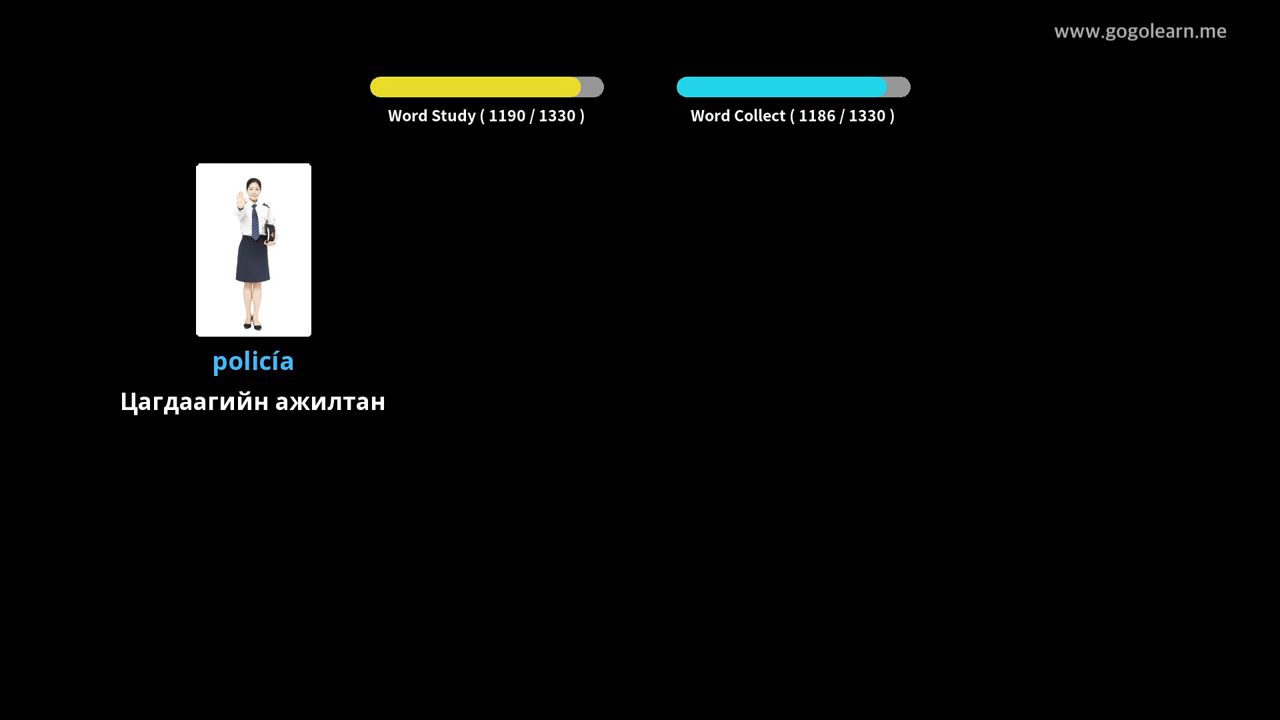 www.gogolearn.me
Word Study ( 1190 / 1330 )
Word Collect ( 1186 / 1330 )
policía
Цагдаагийн ажилтан